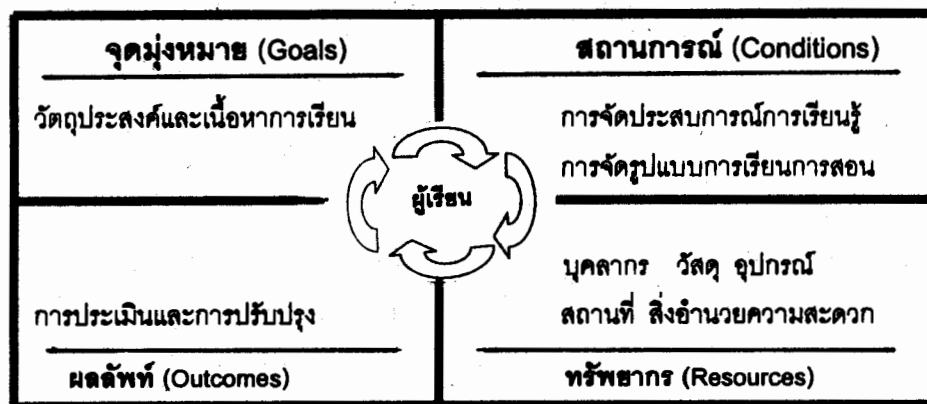 จุดมุ่งหมาย (Goals)
วัตถุประสงค์และเนื้อหาการเรียน
สถานการณ์ (Conditions)
การจัดประสบการณ์การเรียนรู้
การจัดรูปแบบการเรียนการสอน
ผู้เรียน
การประเมินและการปรับปรุง
ผลลัพท์ (Outcomes)
บุคลากร วัสดุ อุปกรณ์
สถานที่ สิ่งอำนวยความสะดวก
ทรัพยากร (Resources)